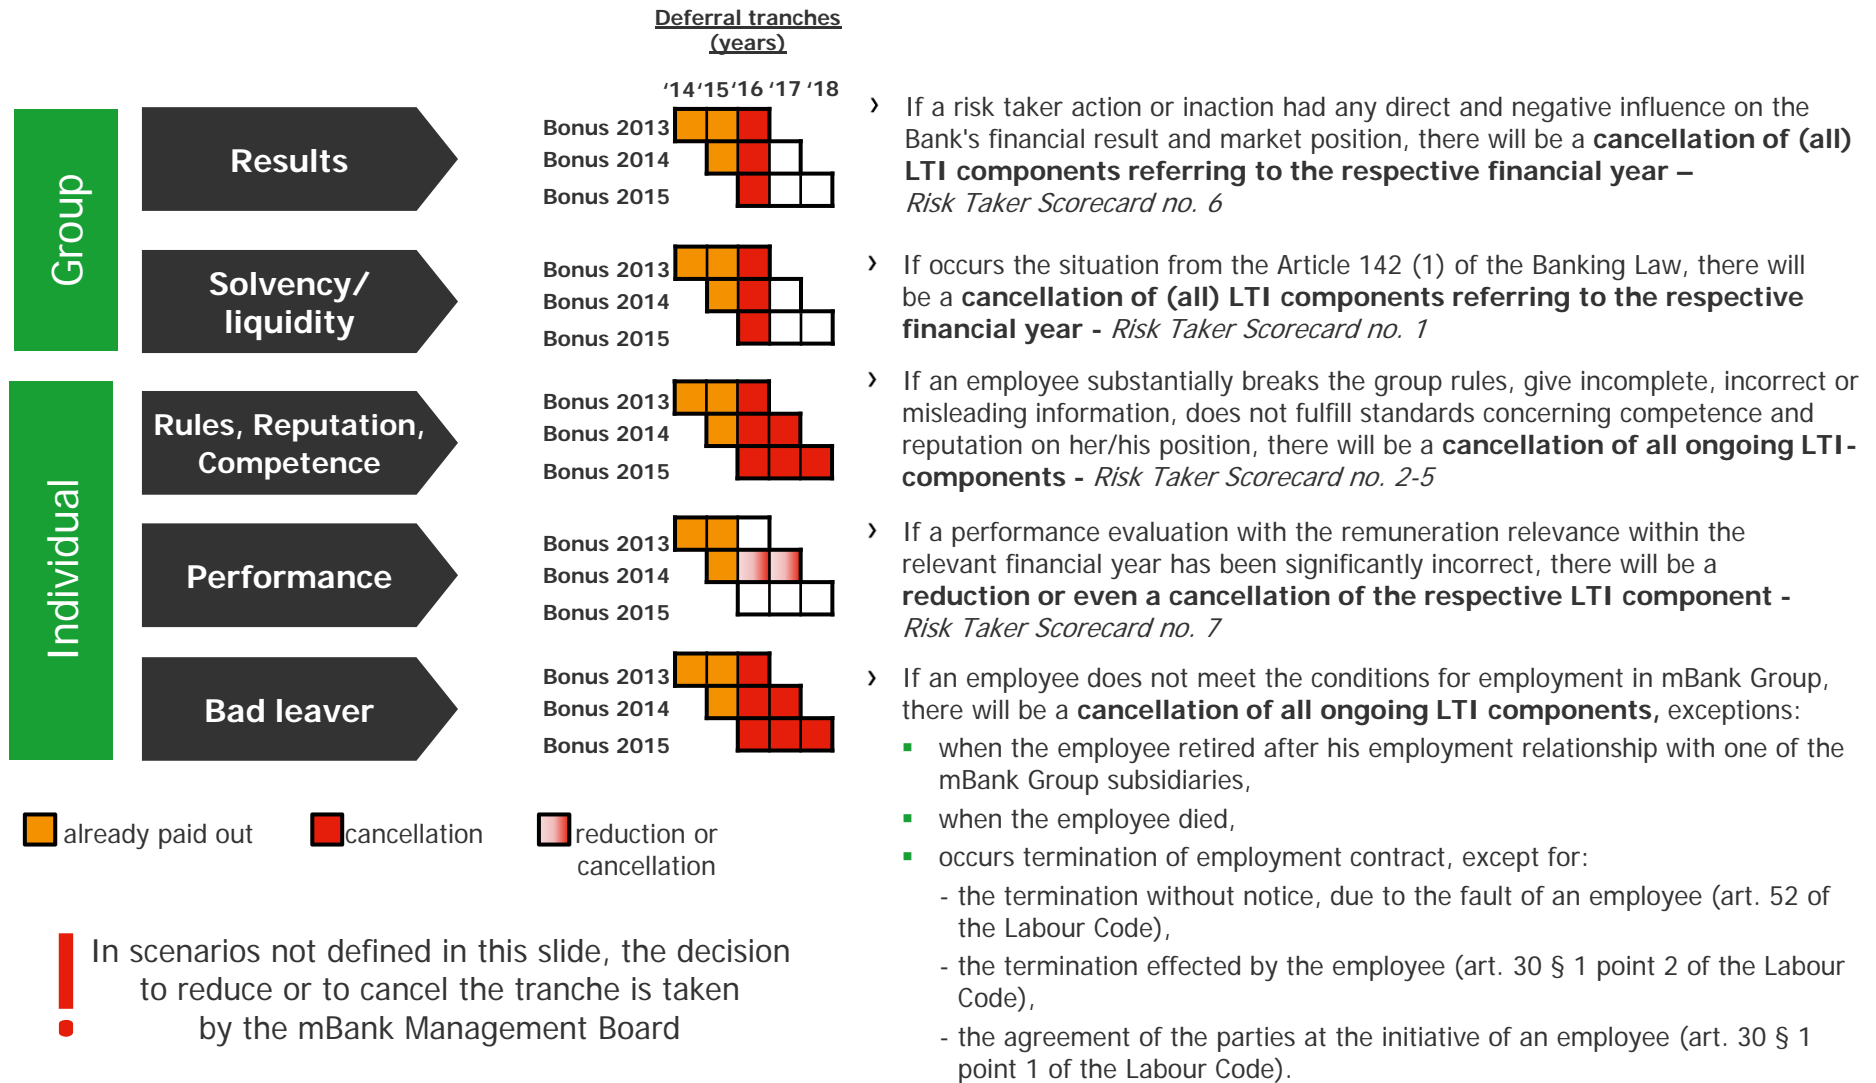 Deferral tranches
(years)
‘14‘15‘16 ‘17 ‘18
Group
Results
Bonus 2013
Bonus 2014
Bonus 2015
› If a risk taker action or inaction had any direct and negative influence on the
Bank's financial result and market position, there will be a cancellation of (all)
LTI components referring to the respective financial year –
Risk Taker Scorecard no. 6
Solvency/
liquidity
Bonus 2013
Bonus 2014
Bonus 2015
› If occurs the situation from the Article 142 (1) of the Banking Law, there will
be a cancellation of (all) LTI components referring to the respective
financial year - Risk Taker Scorecard no. 1
Individual
Rules, Reputation,
Competence
Bonus 2013
Bonus 2014
Bonus 2015
› If an employee substantially breaks the group rules, give incomplete, incorrect or
misleading information, does not fulfill standards concerning competence and
reputation on her/his position, there will be a cancellation of all ongoing LTI-
components - Risk Taker Scorecard no. 2-5
Performance
Bonus 2013
Bonus 2014
Bonus 2015
› If a performance evaluation with the remuneration relevance within the
relevant financial year has been significantly incorrect, there will be a
reduction or even a cancellation of the respective LTI component -
Risk Taker Scorecard no. 7
Bad leaver
Bonus 2013
Bonus 2014
Bonus 2015
› If an employee does not meet the conditions for employment in mBank Group,
there will be a cancellation of all ongoing LTI components, exceptions:
▪ when the employee retired after his employment relationship with one of the
mBank Group subsidiaries,
▪ when the employee died,
▪ occurs termination of employment contract, except for:
- the termination without notice, due to the fault of an employee (art. 52 of
the Labour Code),
- the termination effected by the employee (art. 30 § 1 point 2 of the Labour
Code),
- the agreement of the parties at the initiative of an employee (art. 30 § 1
point 1 of the Labour Code).
already paid out
cancellation
reduction or
cancellation
!
In scenarios not defined in this slide, the decision
to reduce or to cancel the tranche is taken
by the mBank Management Board